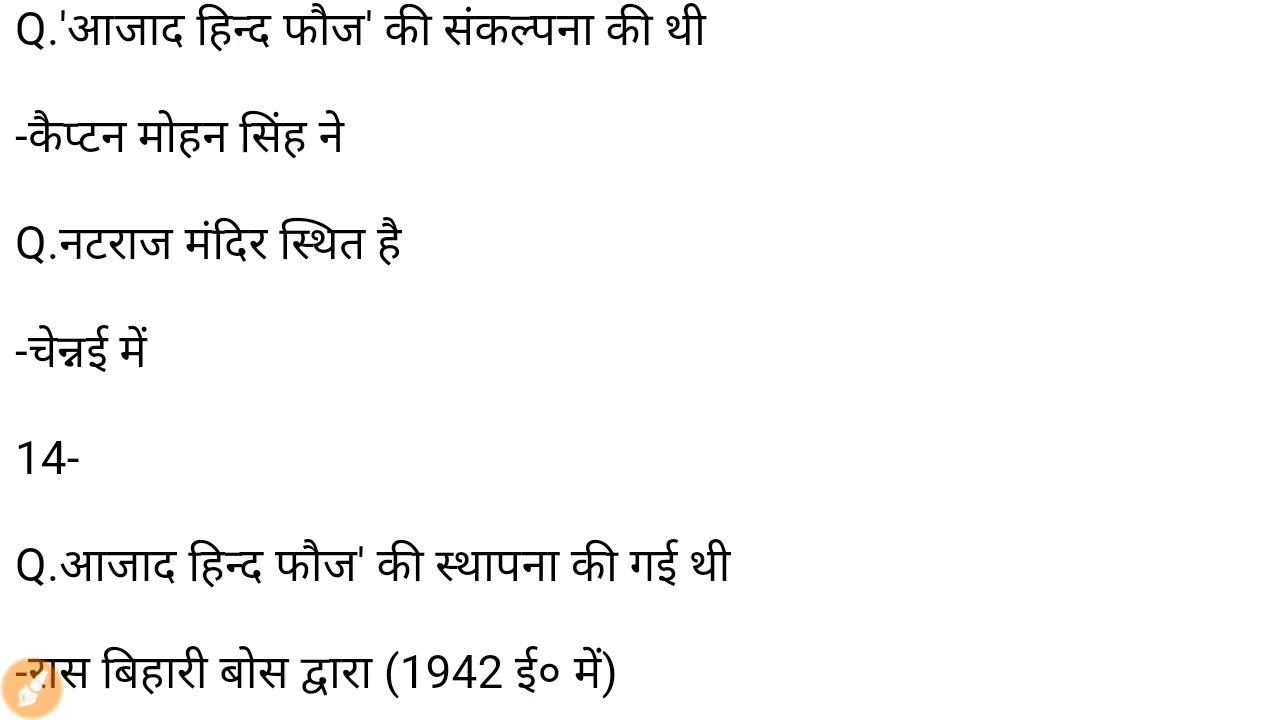 Q.'आजाद हिन्द फौज' की संकल्पना की थी
-कैप्टन मोहन सिंह ने
Q.नटराज मंदिर स्थित है
-चेन्नई में
14-
Q.आजाद हिन्द फौज' की स्थापना की गई थी
-रास बिहारी बोस द्वारा (1942 ई० में)